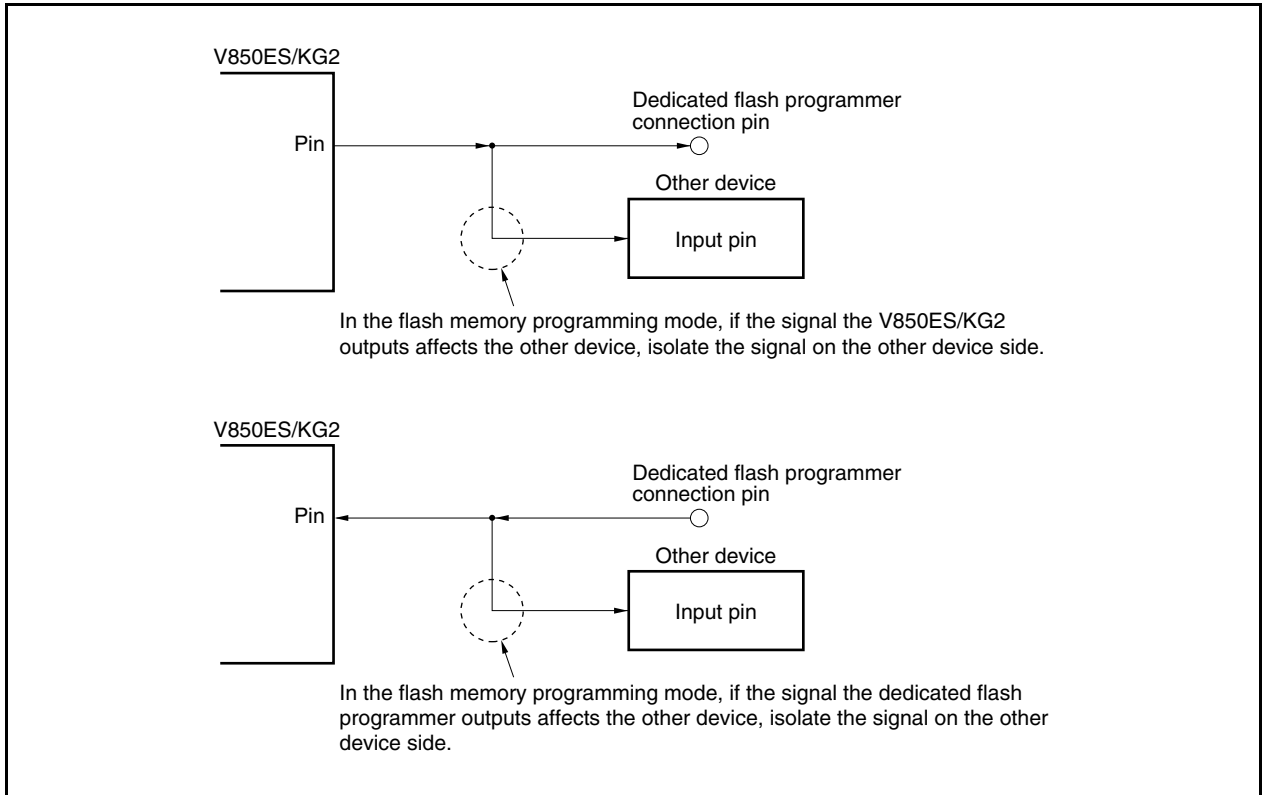 V850ES/KG2
Dedicated flash programmer
connection pin
Pin
Other device
Input pin
In the flash memory programming mode, if the signal the V850ES/KG2
outputs affects the other device, isolate the signal on the other device side.
V850ES/KG2
Dedicated flash programmer
connection pin
Pin
Other device
Input pin
In the flash memory programming mode, if the signal the dedicated flash
programmer outputs affects the other device, isolate the signal on the other
device side.